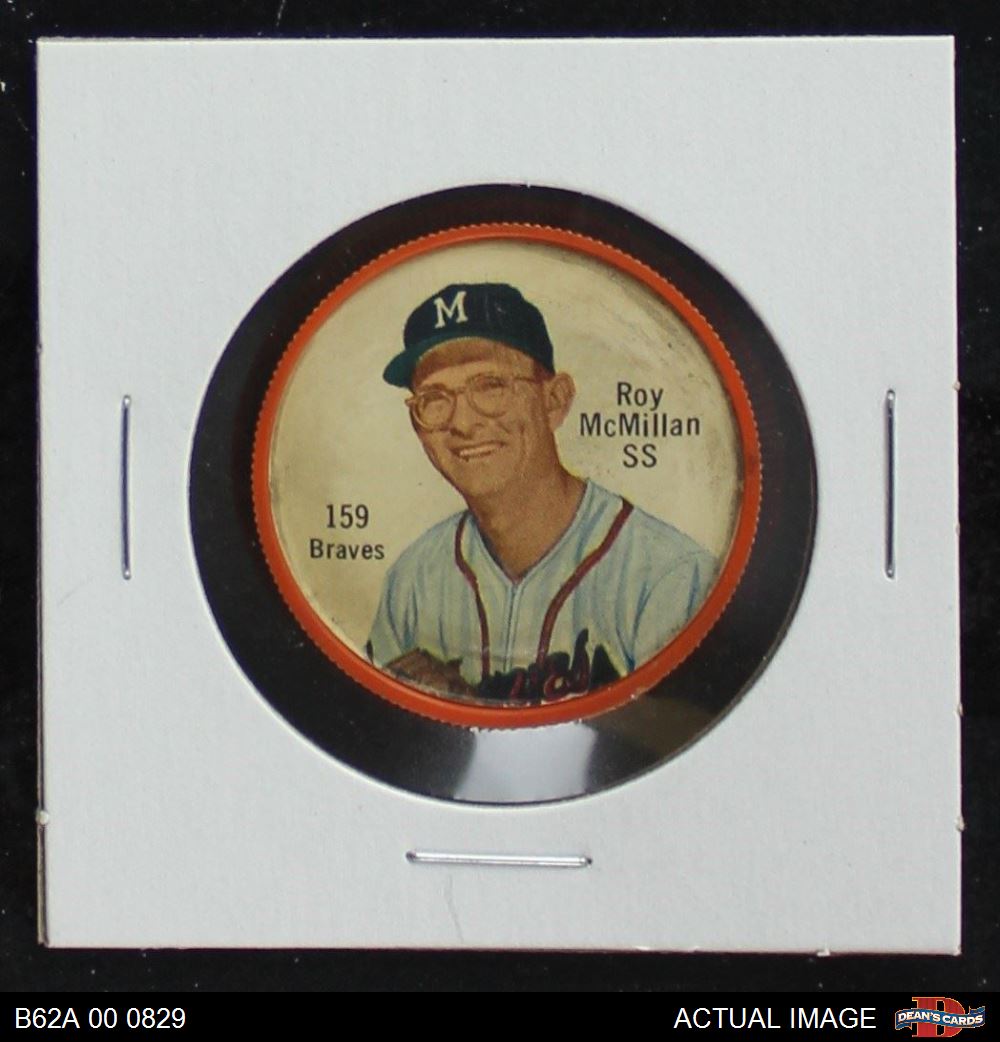 M
Roy
McMillan
SS
159
Braves
B62A 00 0829
ACTUAL IMAGE
DEAN'S CARDS